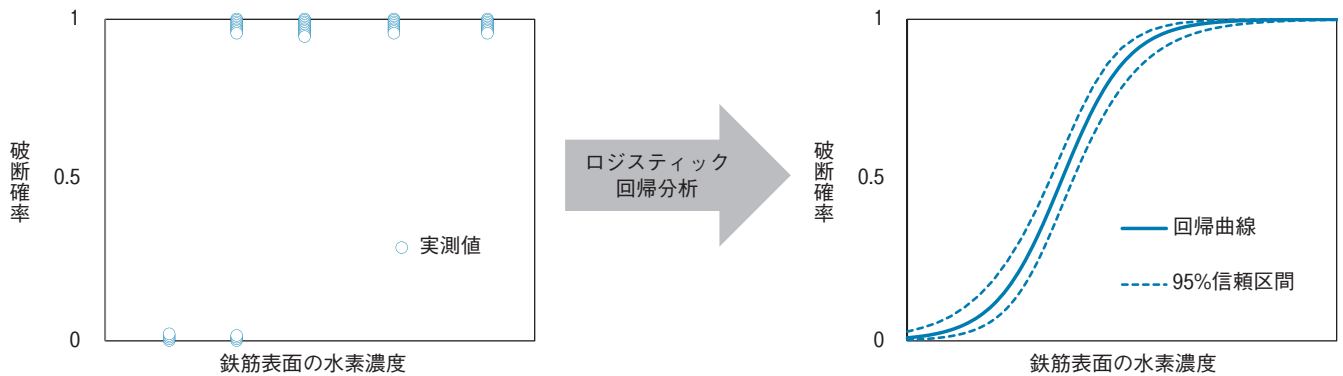 1
0.5
0
破断確率
実測値
鉄筋表面の水素濃度
ロジスティック
回帰分析
1
0.5
0
破断確率
回帰曲線
95%信頼区間
鉄筋表面の水素濃度